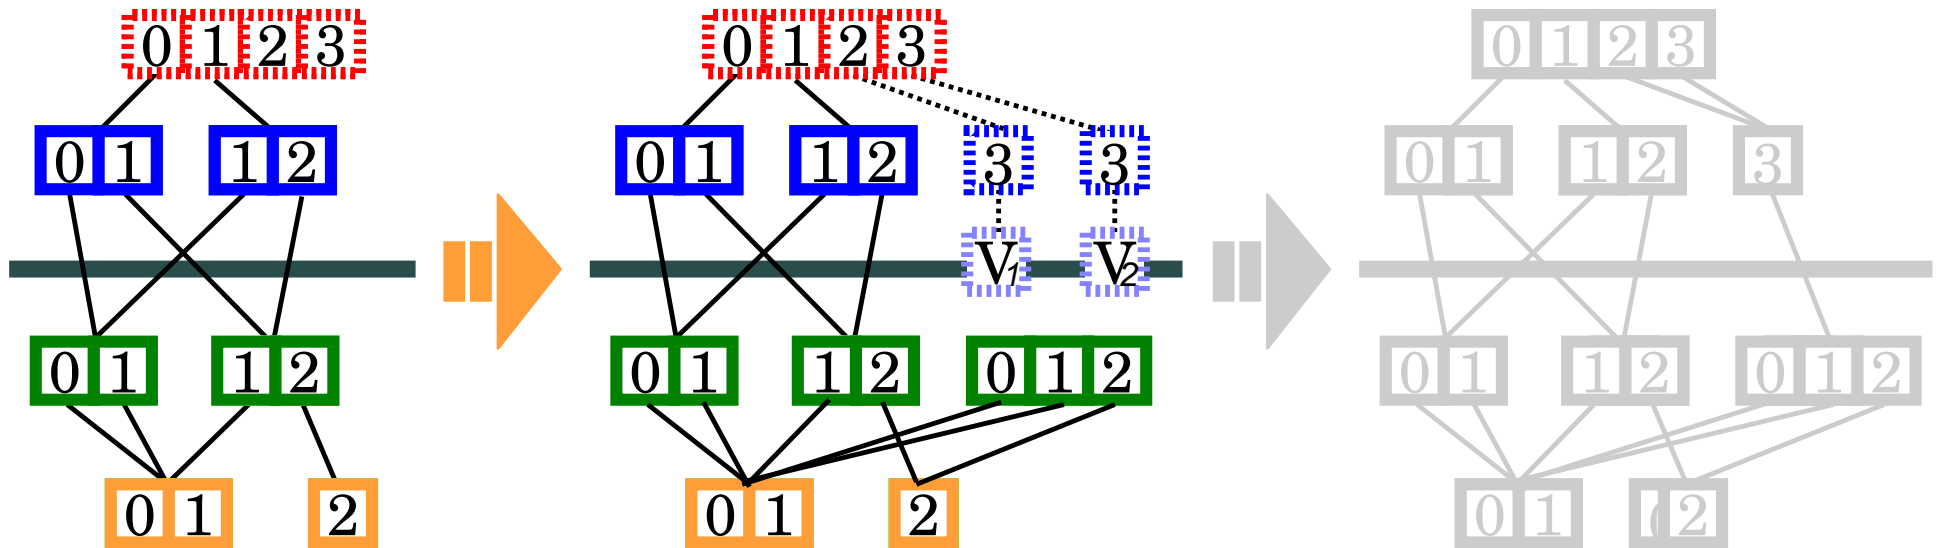 0 1 2 3 0 1 2 3 0 1 2 3
0 1 1 2 0 1 1 2 3 3 0 1 1 2 3
V1 V2
0 1 1 2 0 1 1 2 0 1 2 0 1 1 2 0 1 2
0 1 2 0 1 2 0 1 2